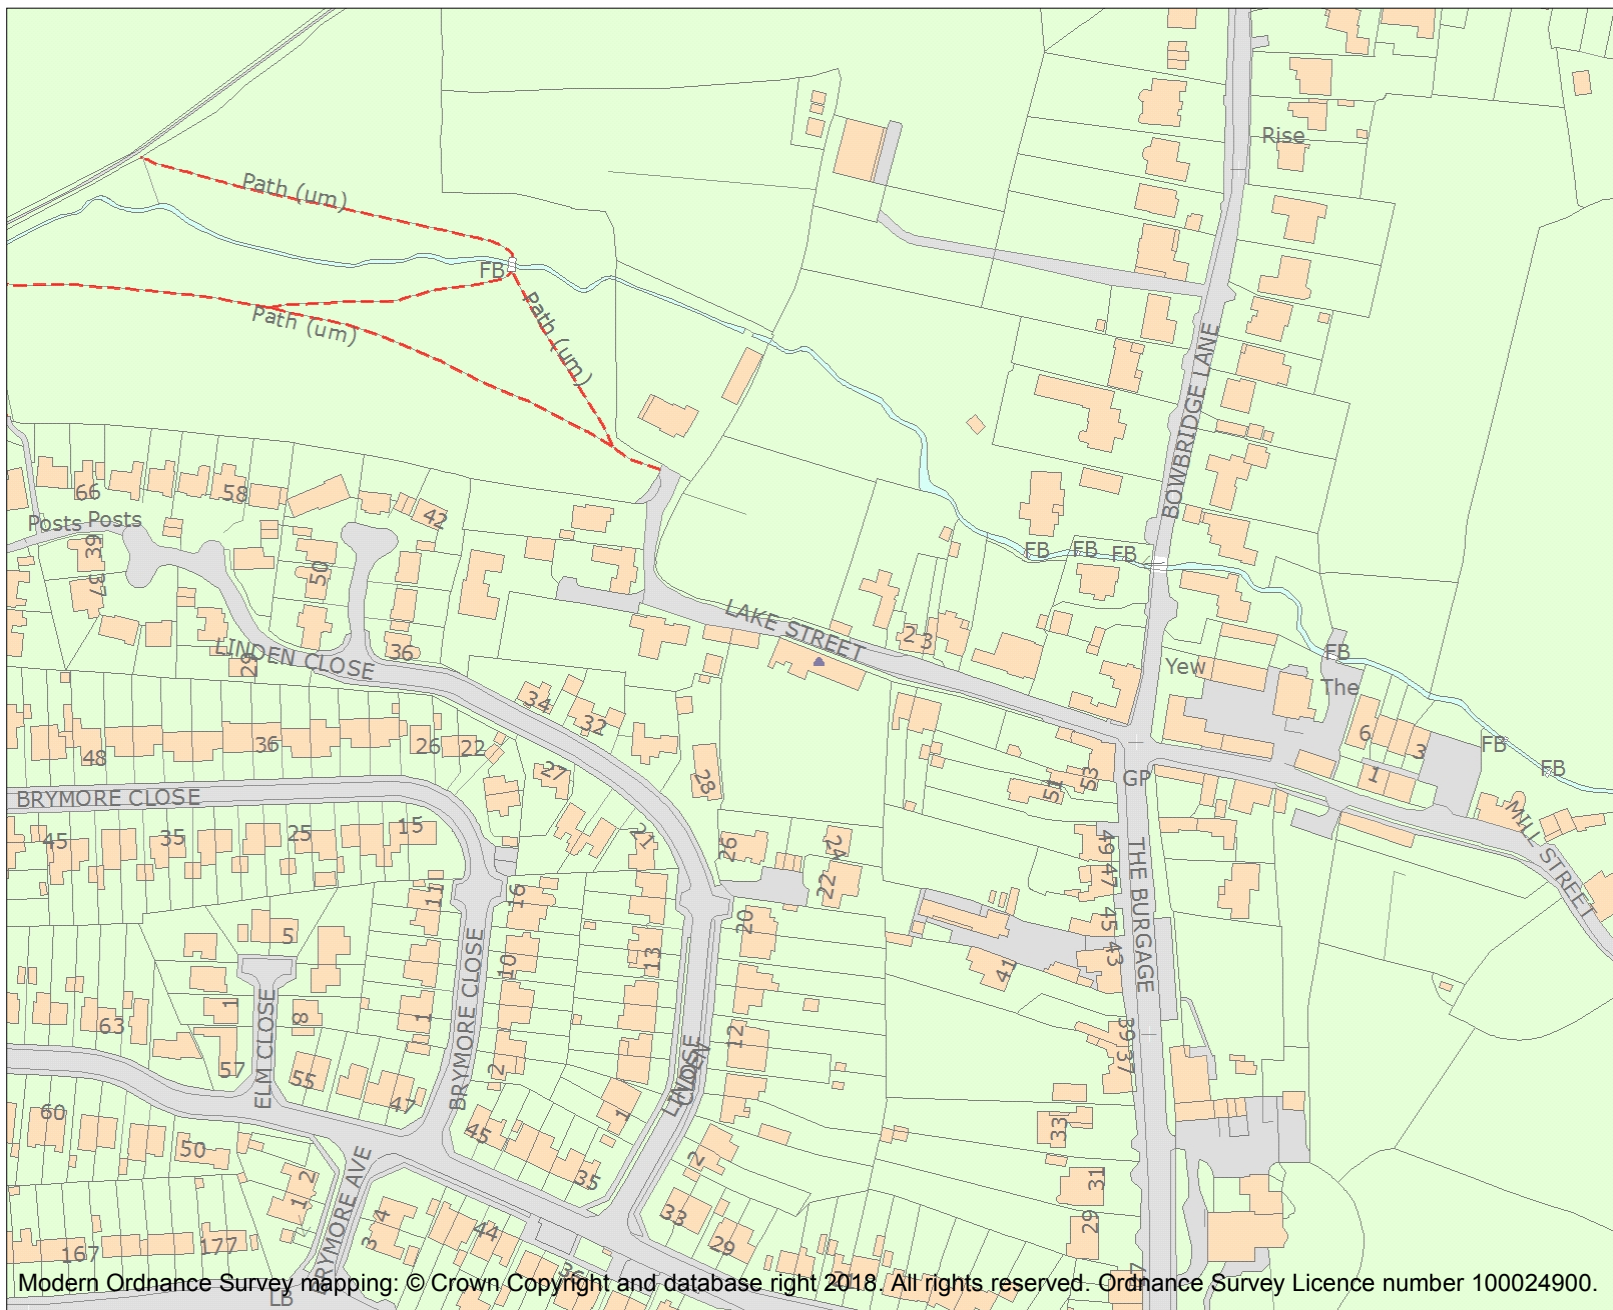 Rise
Path (um)
FB
Path (um)
Path (um)
BOWBRIDGE LANE
66
58
42
Posts
Posts
39
37
50
FB
FB
FB
LAKE STREET
2
3
LINDEN CLOSE
29
36
Yew
FB
The
34
32
48
36
26
22
27
28
6
3
1
FB
FB
GP
51
53
BRYMORE CLOSE
45
35
25
15
21
26
24
22
49
47
45
43
THE BURGAGE
MILL STREET
11
16
5
20
13
10
41
ELM CLOSE
1
8
63
57
55
47
1
BRYMORE CLOSE
2
12
LINDEN
CLOSE
39
37
60
50
45
35
1
2
33
33
29
31
29
1
2
3
4
BRYMORE AVE
44
36
167
177
LB
Modern Ordnance Survey mapping: © Crown Copyright and database right 2018. All rights reserved. Ordnance Survey Licence number 100024900.